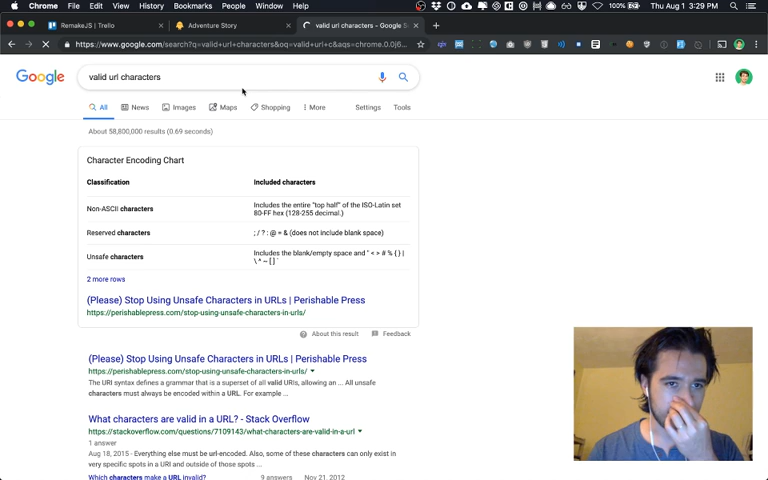 Chrome File Edit View History Bookmarks People Window Help 100% Thu Aug 1 3:29 PM
RemakeJS | Trello Adventure Story valid url characters - Google S
https://www.google.com/search?q=valid+url+characters&oq=valid+url+c&aqs=chrome.0.0j6...
Google valid url characters
All News Images Maps Shopping More Settings Tools
About 58,800,000 results (0.69 seconds)
Character Encoding Chart
Classification Included characters
Non-ASCII characters Includes the entire "top half" of the ISO-Latin set
80-FF hex (128-255 decimal.)
Reserved characters ; / ? : @ = & (does not include blank space)
Unsafe characters Includes the blank/empty space and " < > # % { } |
\ ^ ~ [ ] `
2 more rows
(Please) Stop Using Unsafe Characters in URLs | Perishable Press
https://perishablepress.com/stop-using-unsafe-characters-in-urls/
About this result Feedback
(Please) Stop Using Unsafe Characters in URLs | Perishable Press
https://perishablepress.com/stop-using-unsafe-characters-in-urls/
The URI syntax defines a grammar that is a superset of all valid URIs, allowing an ... All unsafe
characters must always be encoded within a URL. For example ...
What characters are valid in a URL? - Stack Overflow
https://stackoverflow.com/questions/7109143/what-characters-are-valid-in-a-url
1 answer
Aug 18, 2015 - Everything else must be url-encoded. Also, some of these characters can only exist in
very specific spots in a URI and outside of those spots ...
Which characters make a URL invalid? 9 answers Nov 21, 2012